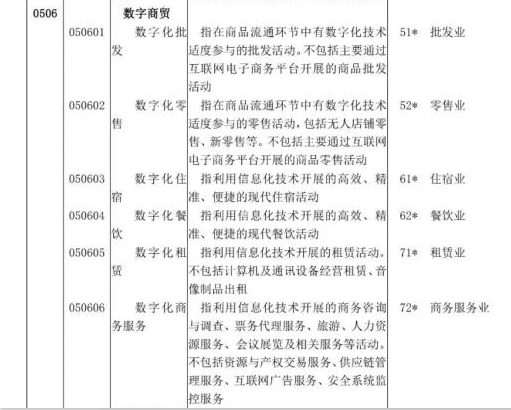 0506 数字商贸
050601 数字化批 指在商品流通环节中有数字化技术 51* 批发业
发 适度参与的批发活动。不包括主要通过
互联网电子商务平台开展的商品批发
活动
050602 数字化零 指在商品流通环节中有数字化技术 52* 零售业
售 适度参与的零售活动,包括无人店铺零
售、新零售等。不包括主要通过互联网
电子商务平台开展的商品零售活动
050603 数字化住 指利用信息化技术开展的高效、精 61* 住宿业
宿 准、便捷的现代住宿活动
050604 数字化餐 指利用信息化技术开展的高效、精 62* 餐饮业
饮 准、便捷的现代餐饮活动
050605 数字化租 指利用信息化技术开展的租赁活动。 71* 租赁业
赁 不包括计算机及通讯设备经营租赁、音
像制品出租
050606 数字化商 指利用信息化技术开展的商务咨询 72* 商务服务业
务服务 与调查、票务代理服务、旅游、人力资
源服务、会议展览及相关服务等活动。
不包括资源与产权交易服务、供应链管
理服务、互联网广告服务、安全系统监
控服务